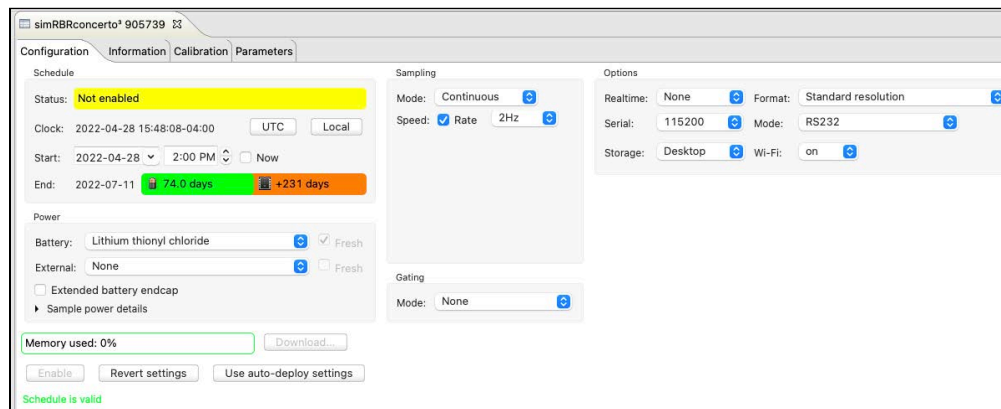 simRBRconcerto³ 905739
Configuration Information Calibration Parameters
Schedule
Status: Not enabled
Clock: 2022-04-28 15:48:08-04:00 UTC Local
Start: 2022-04-28 2:00 PM Now
End: 2022-07-11 74.0 days +231 days
Power
Battery: Lithium thionyl chloride Fresh
External: None Fresh
Extended battery endcap
Sample power details
Memory used: 0% Download...
Enable Revert settings Use auto-deploy settings
Schedule is valid
Sampling
Mode: Continuous
Speed: Rate 2Hz
Gating
Mode: None
Options
Realtime: None Format: Standard resolution
Serial: 115200 Mode: RS232
Storage: Desktop Wi-Fi: on